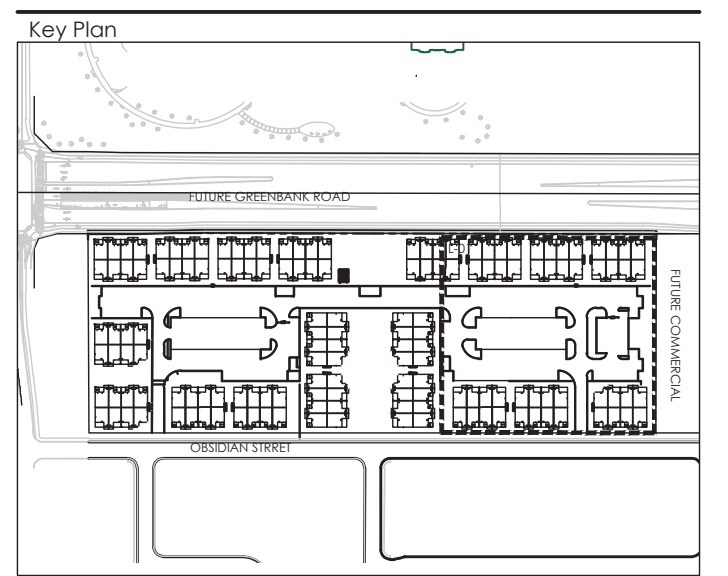 Key Plan
FUTURE GREENBANK ROAD
L-D
FUTURE COMMERCIAL
OBSIDIAN STRRET